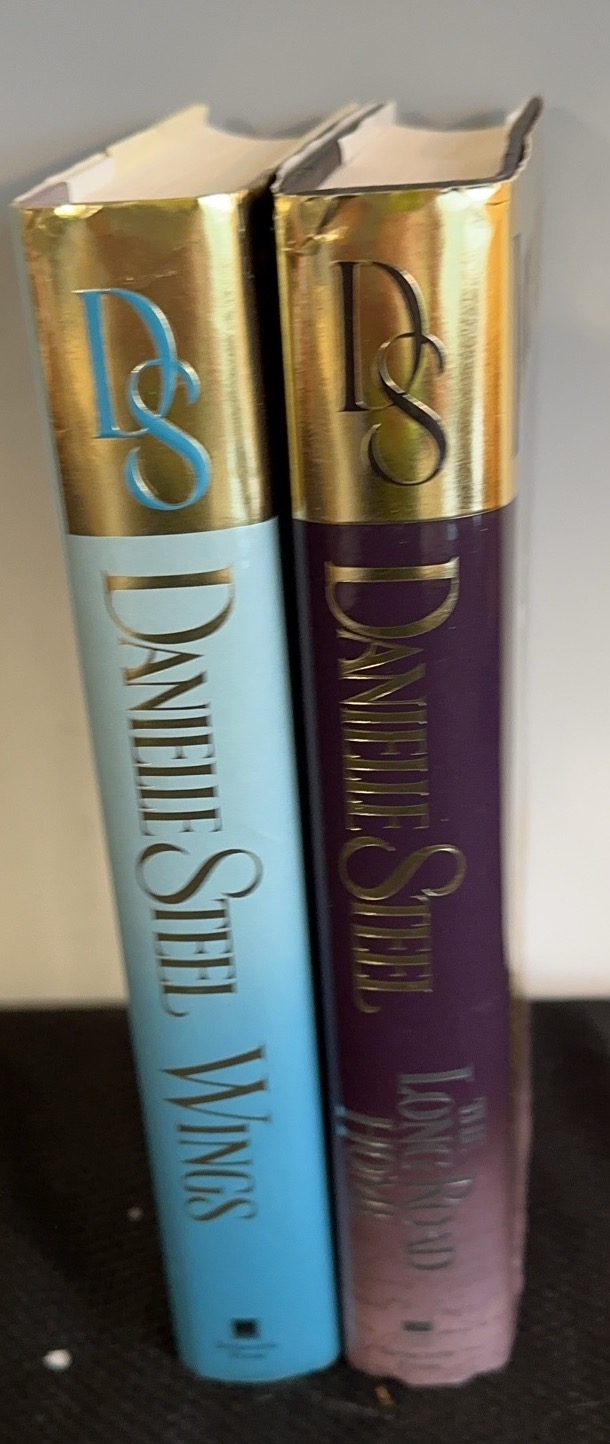 DS
DANIELLE STEEL WINGS
DS
DANIELLE STEEL THE LONG ROAD HOME